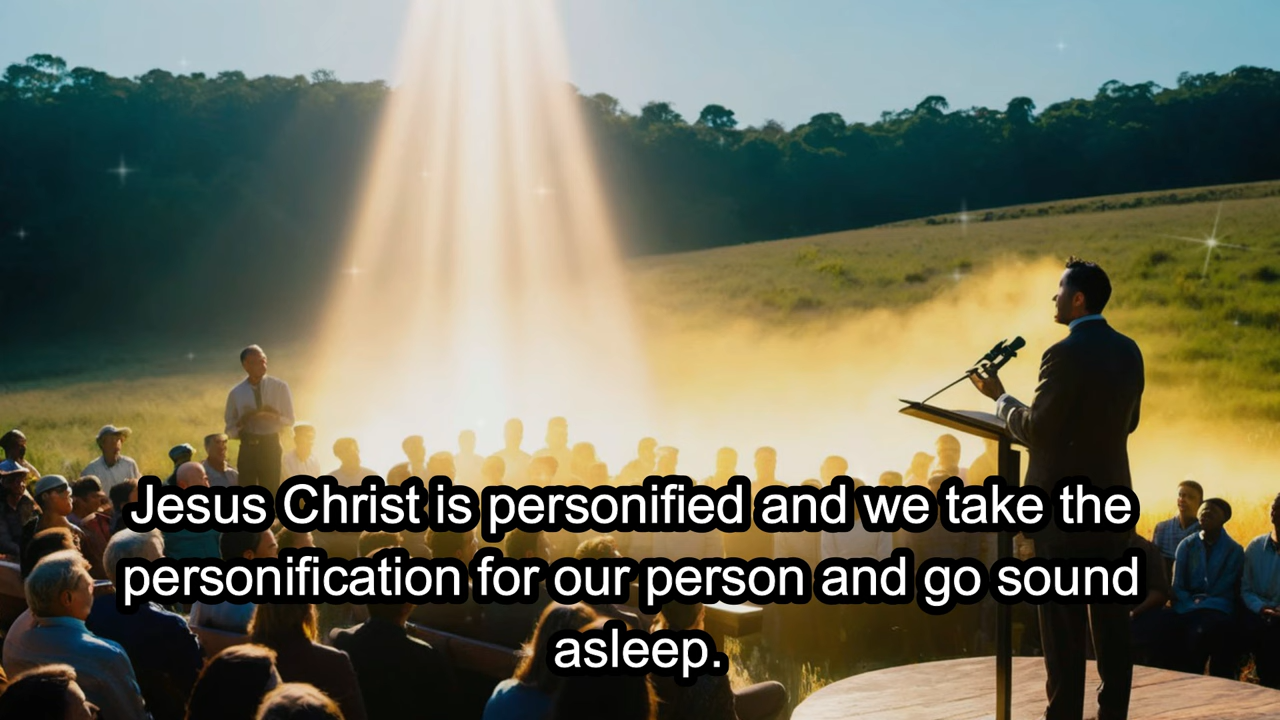 Jesus Christ is personified and we take the
personification for our person and go sound
asleep.